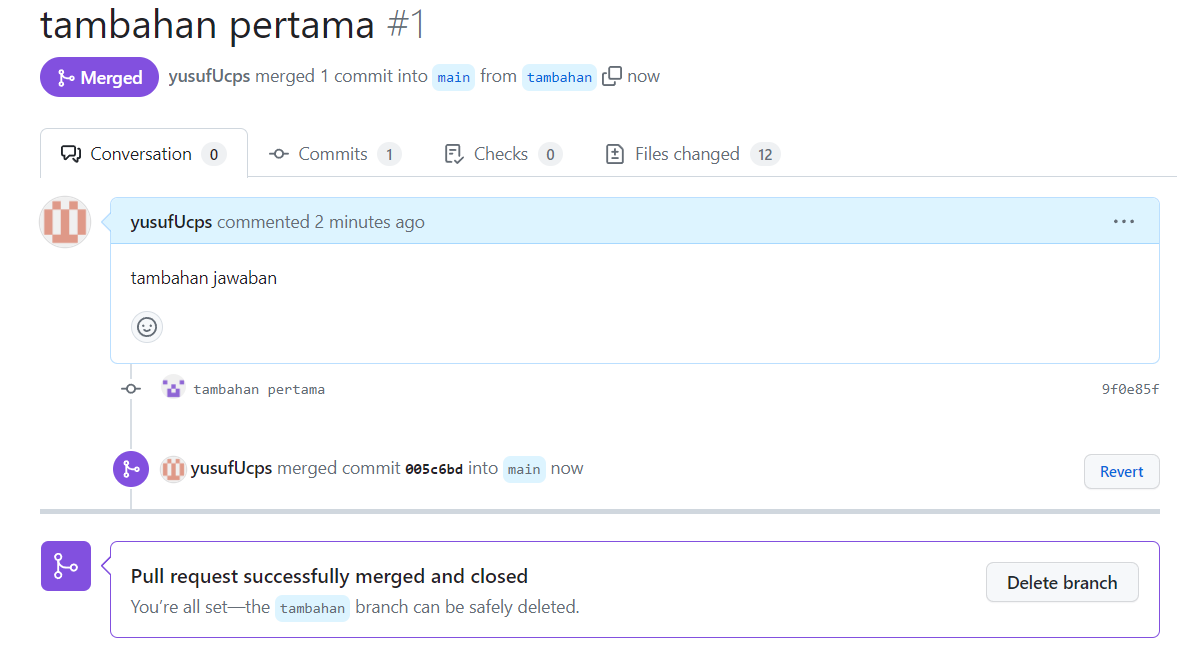 tambahan pertama #1
Merged yusufUcps merged 1 commit into main from tambahan now
Conversation 0 Commits 1 Checks 0 Files changed 12
yusufUcps commented 2 minutes ago
tambahan jawaban
tambahan pertama 9f0e85f
yusufUcps merged commit 005c6bd into main now Revert
Pull request successfully merged and closed
You’re all set—the tambahan branch can be safely deleted.
Delete branch